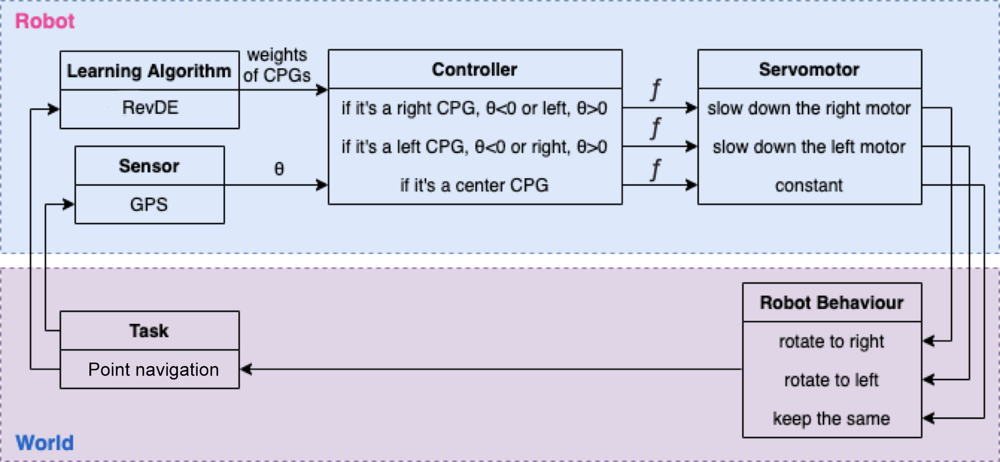 Robot
Learning Algorithm
RevDE
weights
of CPGs
Sensor
GPS
θ
Controller
if it's a right CPG, θ<0 or left, θ>0
if it's a left CPG, θ<0 or right, θ>0
if it's a center CPG
f
f
f
Servomotor
slow down the right motor
slow down the left motor
constant
Robot Behaviour
rotate to right
rotate to left
keep the same
Task
Point navigation
World